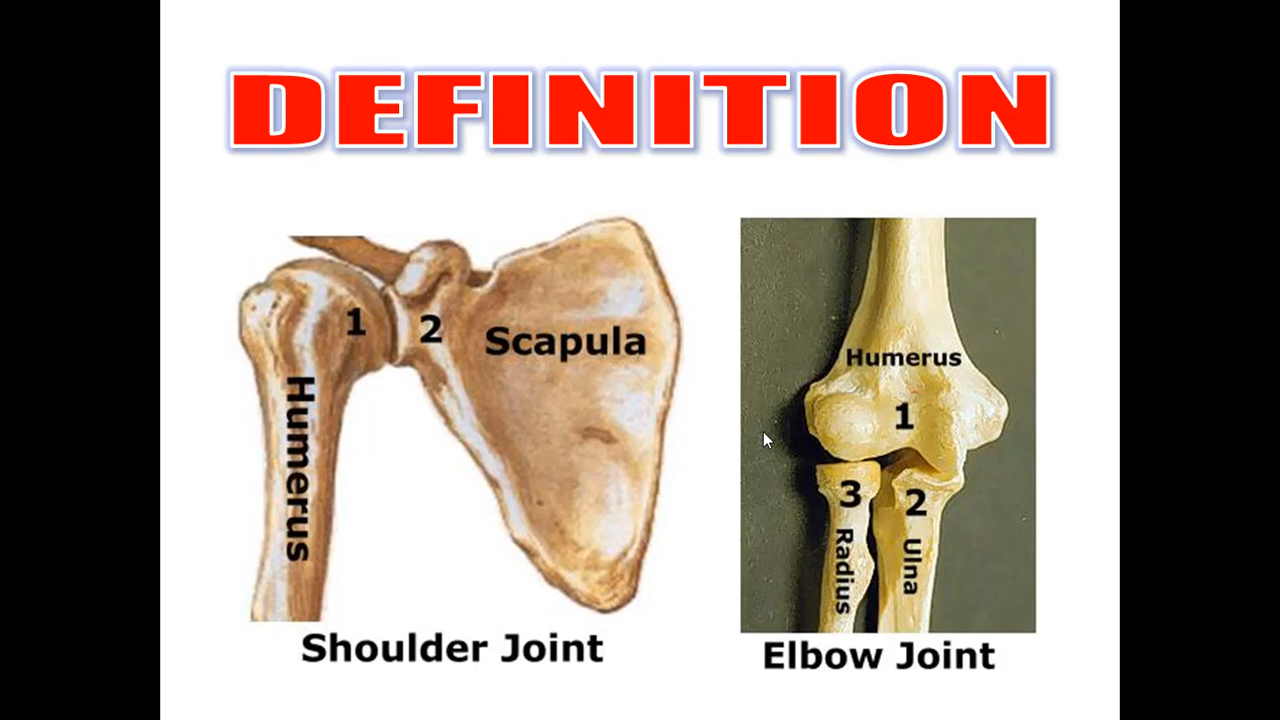 DEFINITION
1
2
Scapula
Humerus
Shoulder Joint
Humerus
1
3
2
Radius
Ulna
Elbow Joint